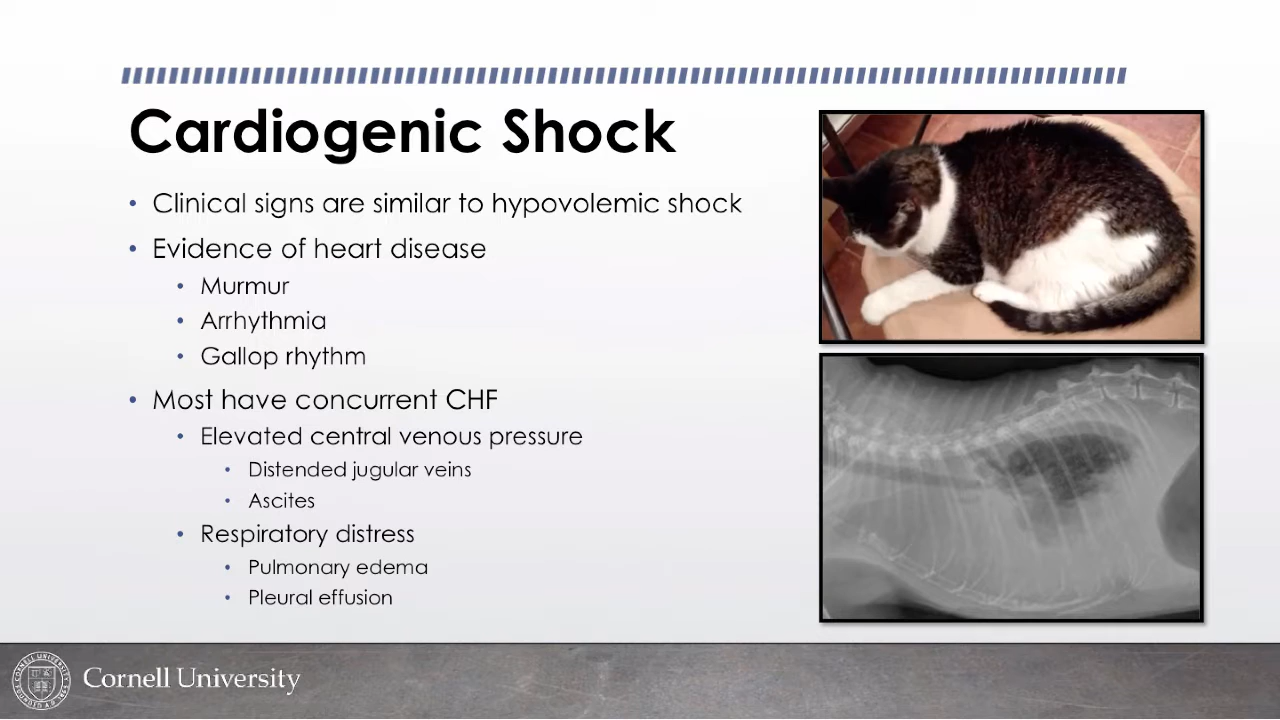 Cardiogenic Shock
• Clinical signs are similar to hypovolemic shock
• Evidence of heart disease
• Murmur
• Arrhythmia
• Gallop rhythm
• Most have concurrent CHF
• Elevated central venous pressure
• Distended jugular veins
• Ascites
• Respiratory distress
• Pulmonary edema
• Pleural effusion
Cornell University